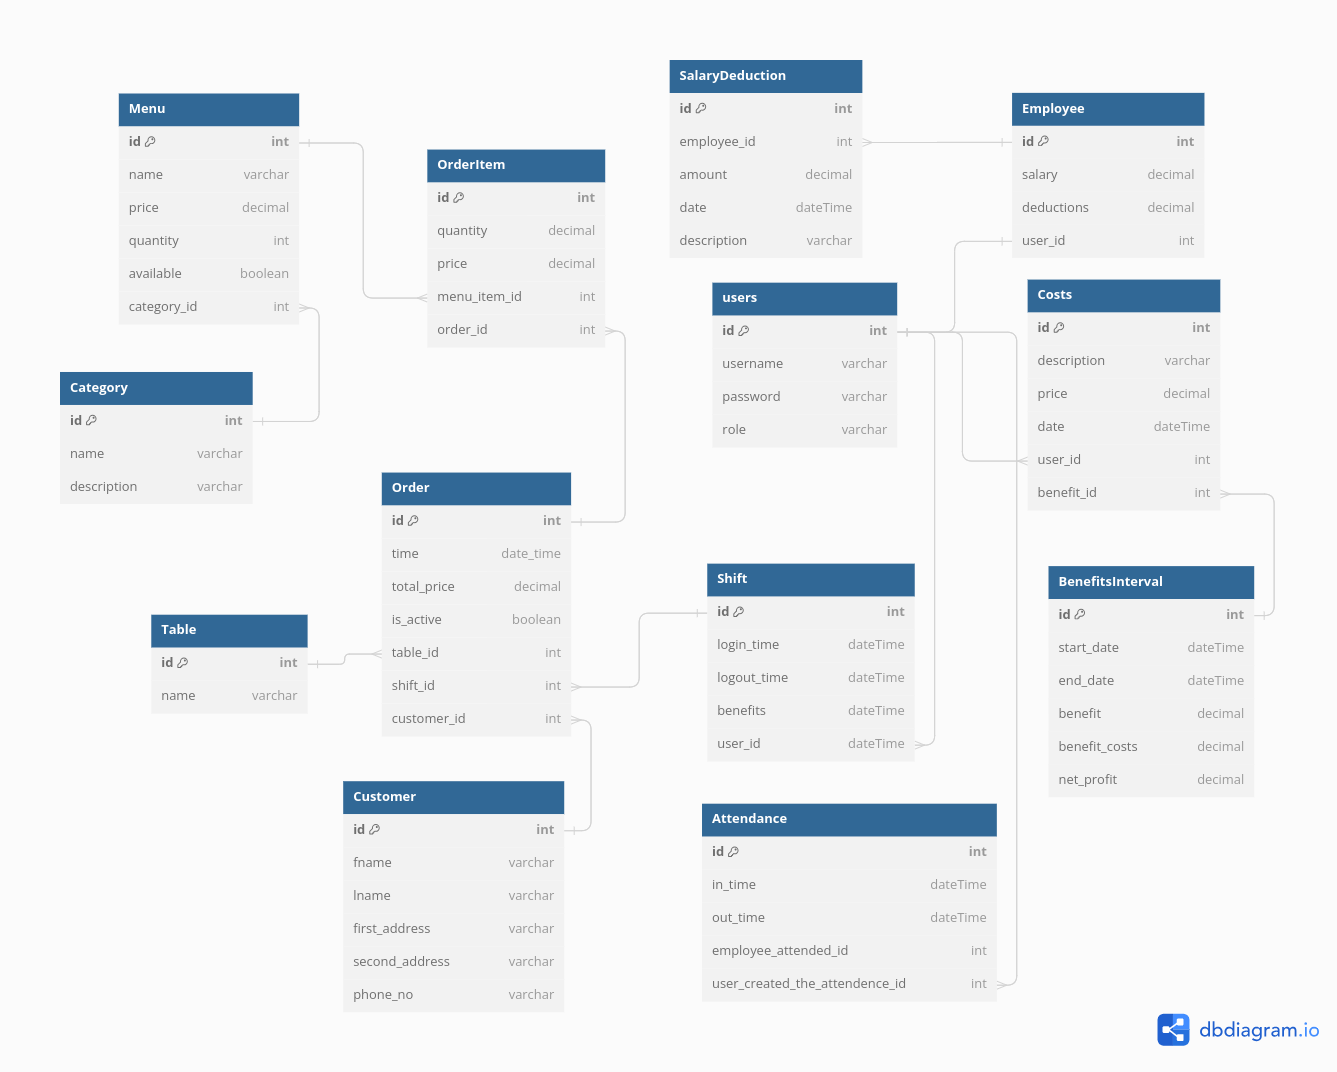 Menu
id int
name varchar
price decimal
quantity int
available boolean
category_id int
Category
id int
name varchar
description varchar
OrderItem
id int
quantity decimal
price decimal
menu_item_id int
order_id int
Order
id int
time date_time
total_price decimal
is_active boolean
table_id int
shift_id int
customer_id int
Table
id int
name varchar
Customer
id int
fname varchar
lname varchar
first_address varchar
second_address varchar
phone_no varchar
SalaryDeduction
id int
employee_id int
amount decimal
date dateTime
description varchar
Employee
id int
salary decimal
deductions decimal
user_id int
users
id int
username varchar
password varchar
role varchar
Costs
id int
description varchar
price decimal
date dateTime
user_id int
benefit_id int
Shift
id int
login_time dateTime
logout_time dateTime
benefits dateTime
user_id dateTime
BenefitsInterval
id int
start_date dateTime
end_date dateTime
benefit decimal
benefit_costs decimal
net_profit decimal
Attendance
id int
in_time dateTime
out_time dateTime
employee_attended_id int
user_created_the_attendence_id int
dbdiagram.io